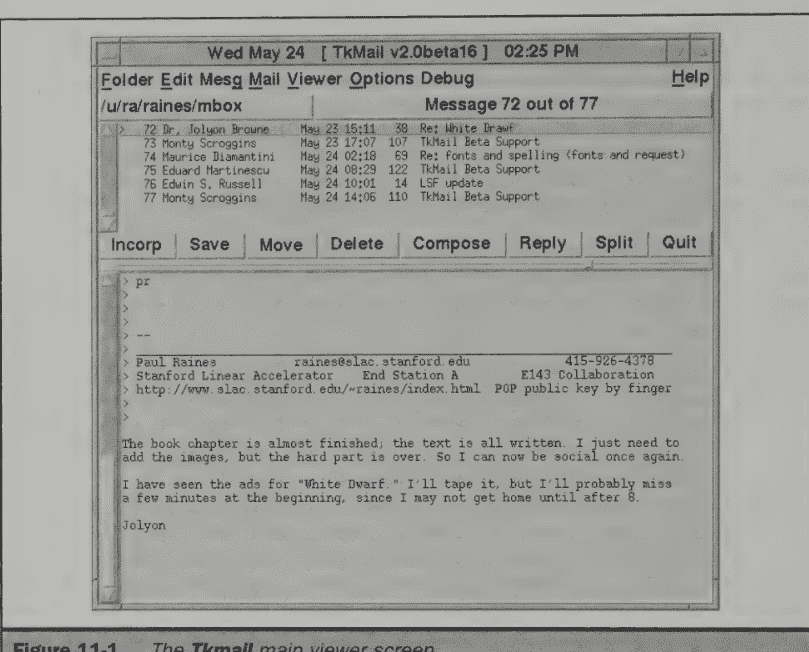 Wed May 24 [ TkMail v2.0beta16 ] 02:25 PM
Folder Edit Mesg Mail Viewer Options Debug Help
/u/ra/raines/mbox Message 72 out of 77
> 72 Dr. Jolyon Browne May 23 15:11 38 Re: White Drawf
73 Monty Scroggins May 23 17:07 107 TkMail Beta Support
74 Maurice Diamantini May 24 02:18 69 Re: fonts and spelling (fonts and request)
75 Eduard Martinescu May 24 08:29 122 TkMail Beta Support
76 Edwin S. Russell May 24 10:01 14 LSF update
77 Monty Scroggins May 24 14:06 110 TkMail Beta Support
Incorp Save Move Delete Compose Reply Split Quit
> pr
>
>
>
> --
> 
> Paul Raines raines@slac.stanford.edu 415-926-4378
> Stanford Linear Accelerator End Station A E143 Collaboration
> http://www.slac.stanford.edu/~raines/index.html PGP public key by finger
>
>
The book chapter is almost finished; the text is all written. I just need to
add the images, but the hard part is over. So I can now be social once again.
I have seen the ads for "White Dwarf." I'll tape it, but I'll probably miss
a few minutes at the beginning, since I may not get home until after 8.
Jolyon
Figure 11-1. The Tkmail main viewer screen